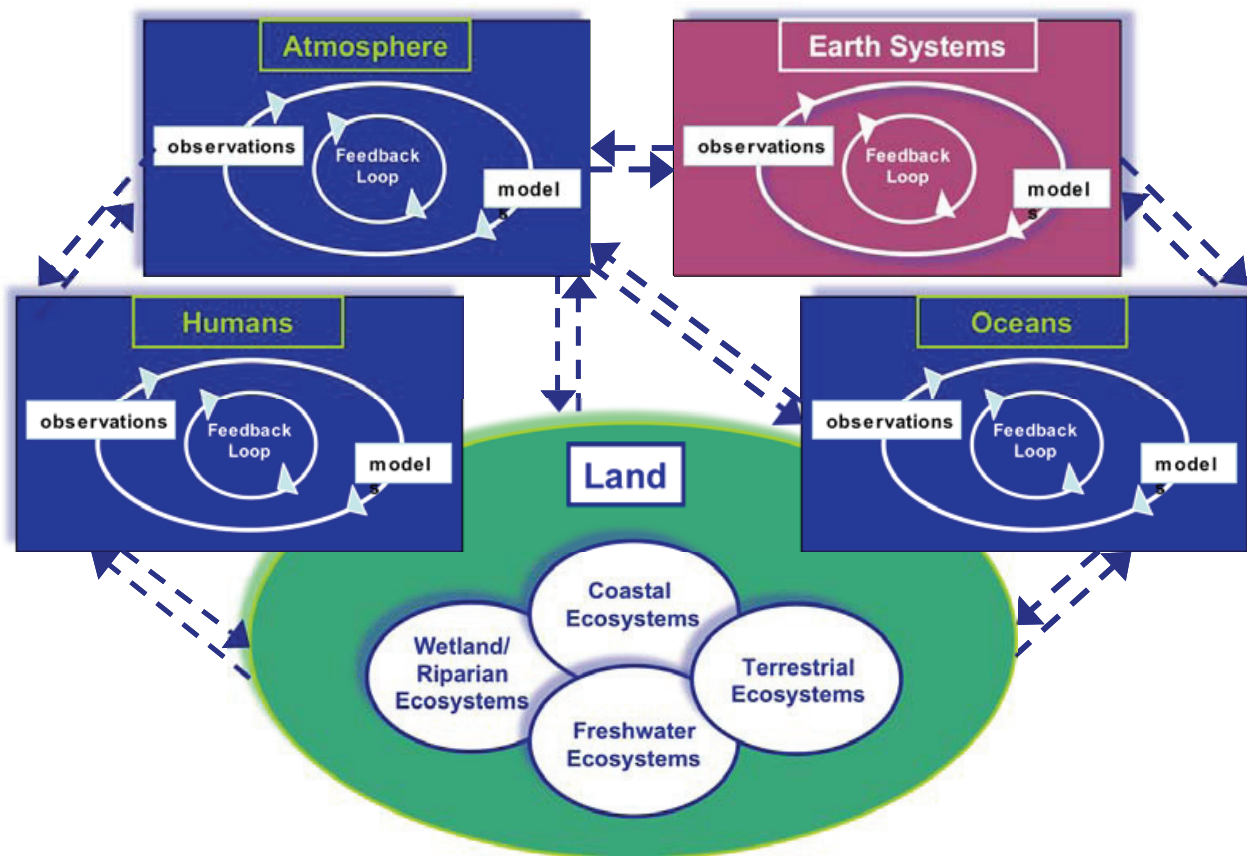 Atmosphere
observations
Feedback
Loop
model
s
Earth Systems
observations
Feedback
Loop
model
s
Humans
observations
Feedback
Loop
model
s
Oceans
observations
Feedback
Loop
model
s
Land
Coastal
Ecosystems
Wetland/
Riparian
Ecosystems
Terrestrial
Ecosystems
Freshwater
Ecosystems